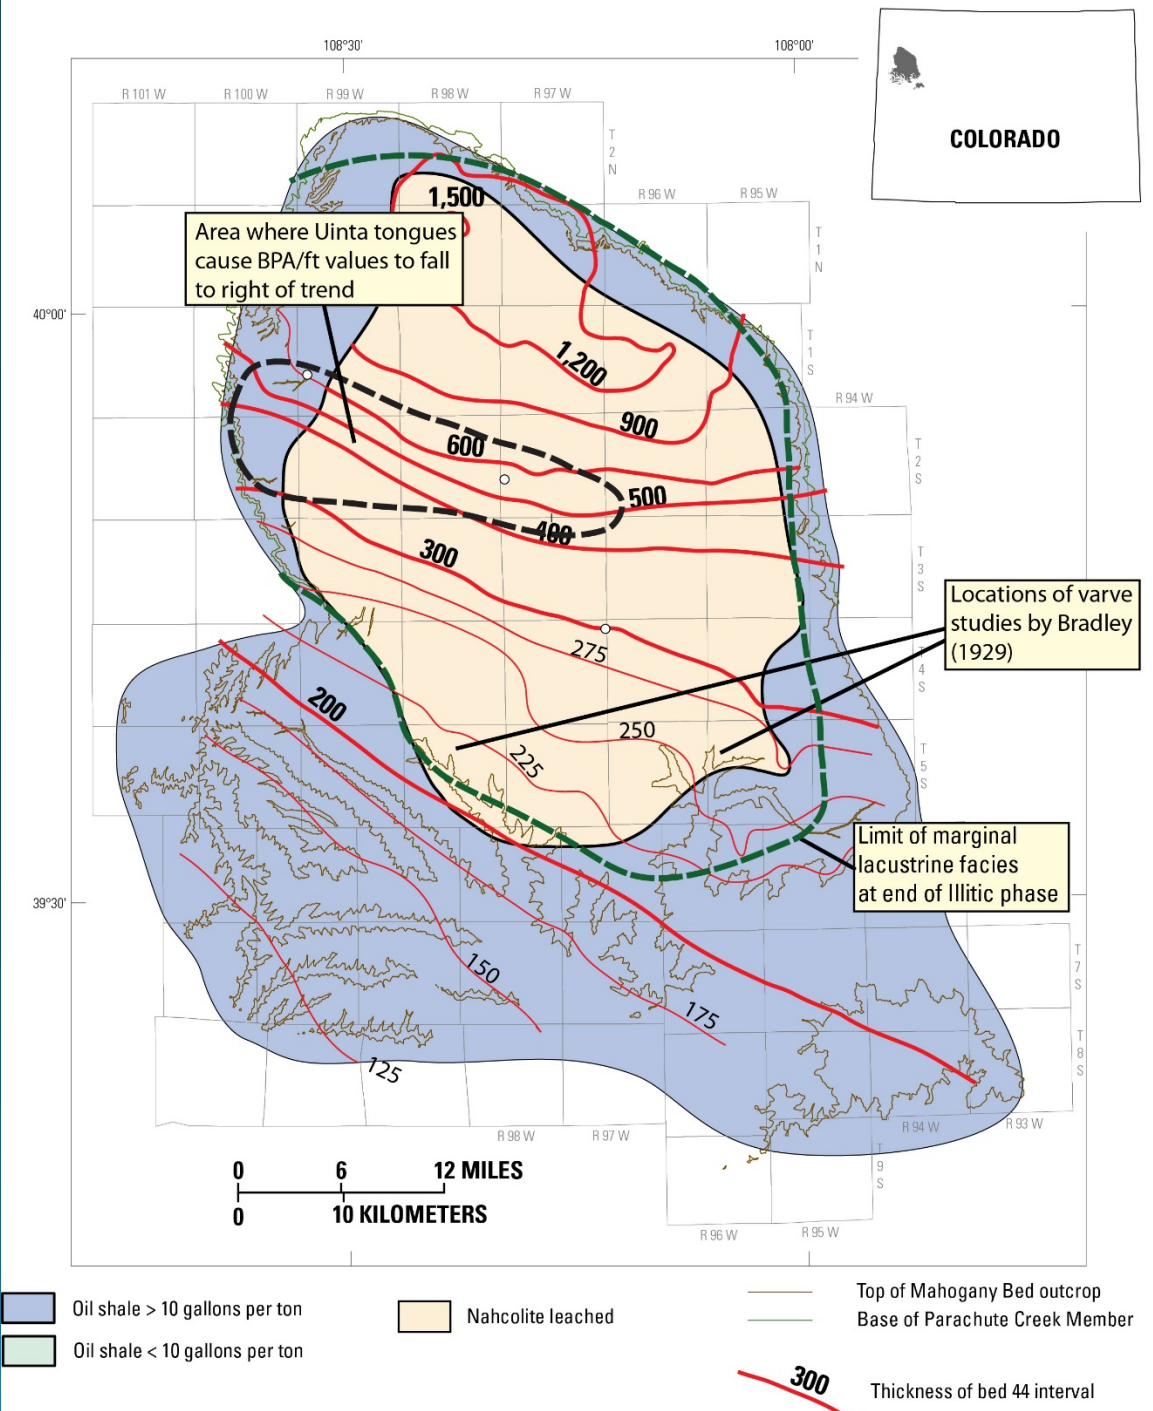 108°30'
108°00'
COLORADO
R 101 W
R 100 W
R 99 W
R 98 W
R 97 W
T
2
N
R 96 W
R 95 W
1,500
Area where Uinta tongues
cause BPA/ft values to fall
to right of trend
T
1
N
40°00'
T
1
S
1,200
R 94 W
900
600
T
2
S
500
400
300
T
3
S
Locations of varve
studies by Bradley
(1929)
275
T
4
S
200
250
225
T
5
S
Limit of marginal
lacustrine facies
at end of Illitic phase
39°30'
T
7
S
150
175
T
8
S
125
R 98 W
R 97 W
R 94 W
R 93 W
T
9
S
0
6
12 MILES
0
10 KILOMETERS
R 96 W
R 95 W
Oil shale > 10 gallons per ton
Oil shale < 10 gallons per ton
Nahcolite leached
Top of Mahogany Bed outcrop
Base of Parachute Creek Member
300
Thickness of bed 44 interval